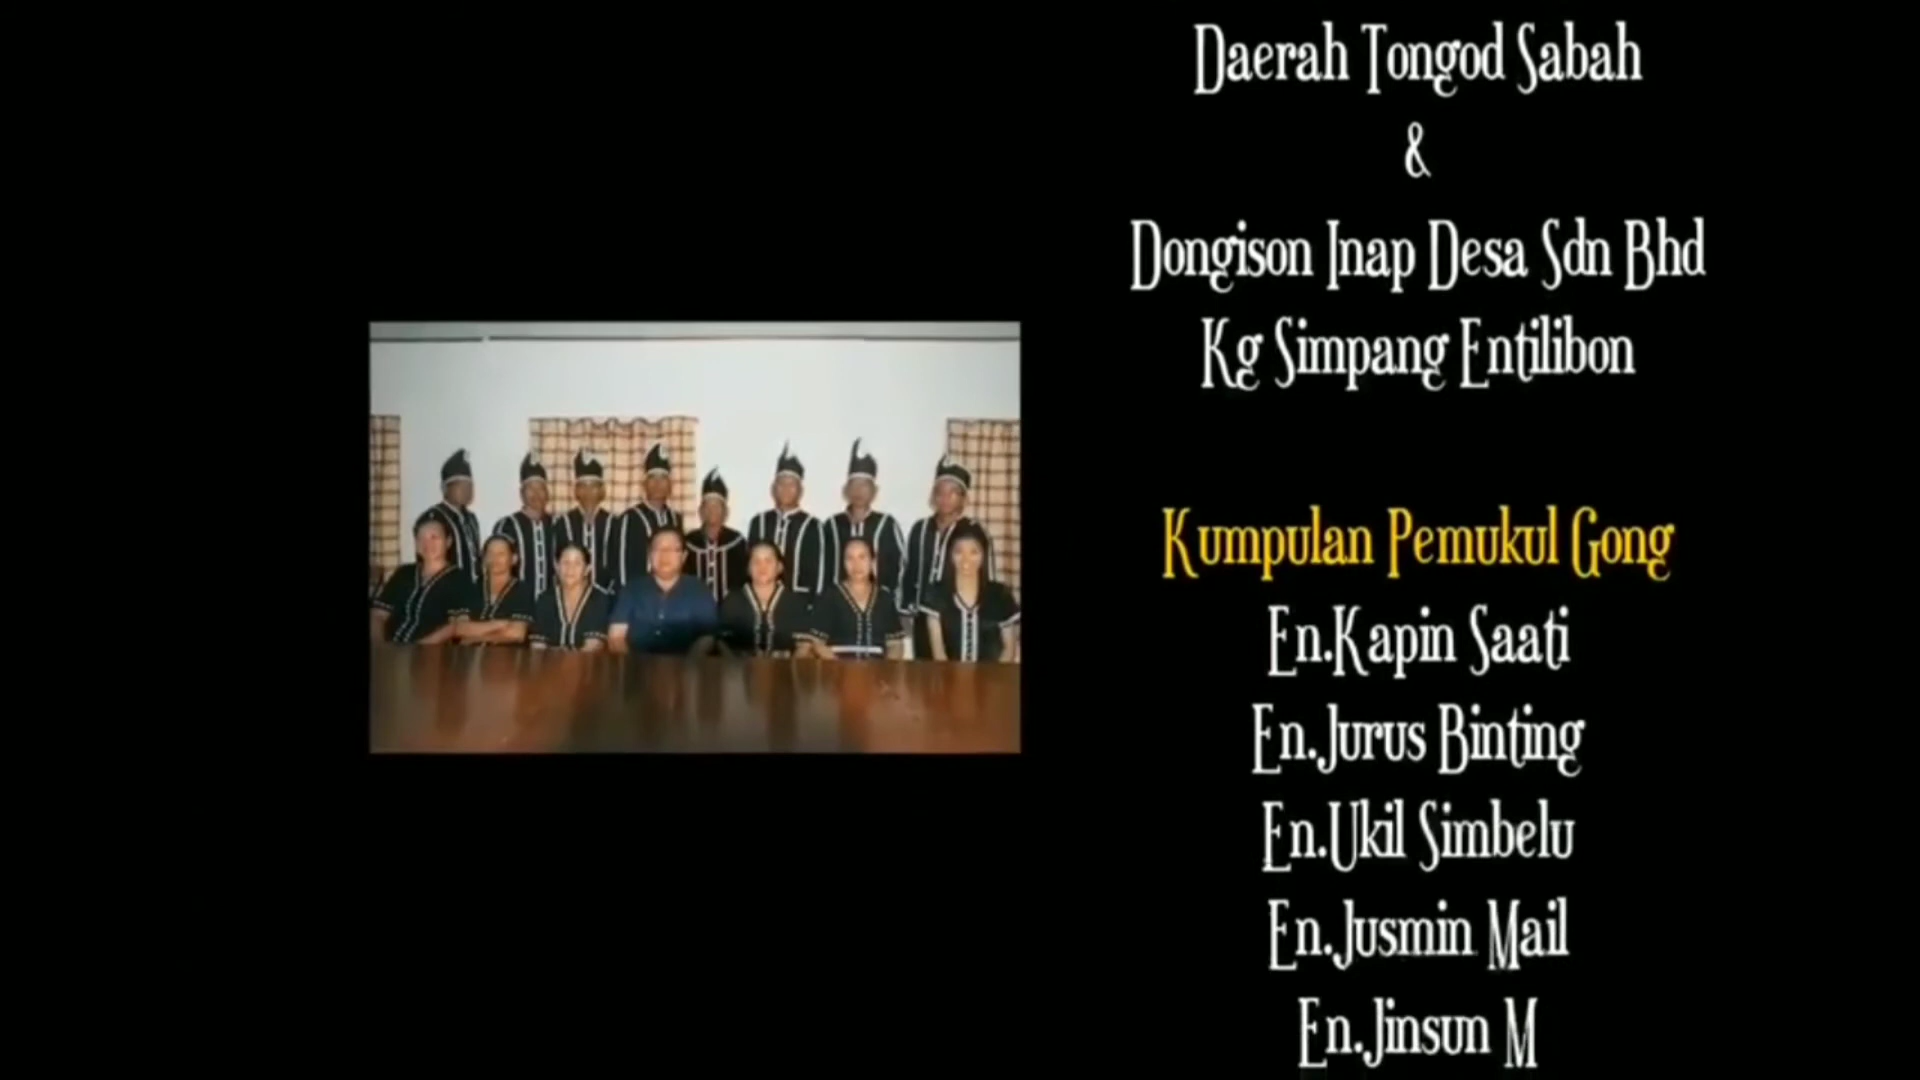 Daerah Tongod Sabah
&
Dongison Inap Desa Sdn Bhd
Kg Simpang Entilibon
Kumpulan Pemukul Gong
En.Kapin Saati
En.Jurus Binting
En.Ukil Simbelu
En.Jusmin Mail
En.Jinsun M